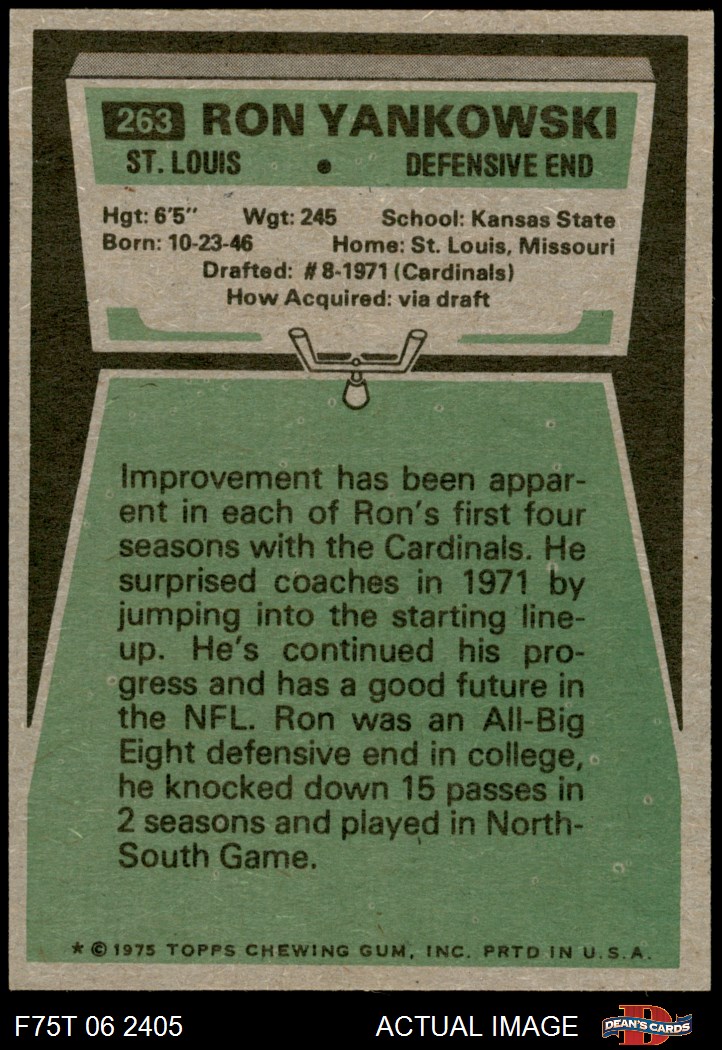 263 RON YANKOWSKI
ST. LOUIS • DEFENSIVE END
Hgt: 6'5" Wgt: 245 School: Kansas State
Born: 10-23-46 Home: St. Louis, Missouri
Drafted: #8-1971 (Cardinals)
How Acquired: via draft
Improvement has been appar-
ent in each of Ron's first four
seasons with the Cardinals. He
surprised coaches in 1971 by
jumping into the starting line-
up. He's continued his pro-
gress and has a good future in
the NFL. Ron was an All-Big
Eight defensive end in college,
he knocked down 15 passes in
2 seasons and played in North-
South Game.
* © 1975 TOPPS CHEWING GUM, INC. PRTD IN U.S.A.
F75T 06 2405 ACTUAL IMAGE D DEAN'S CARDS